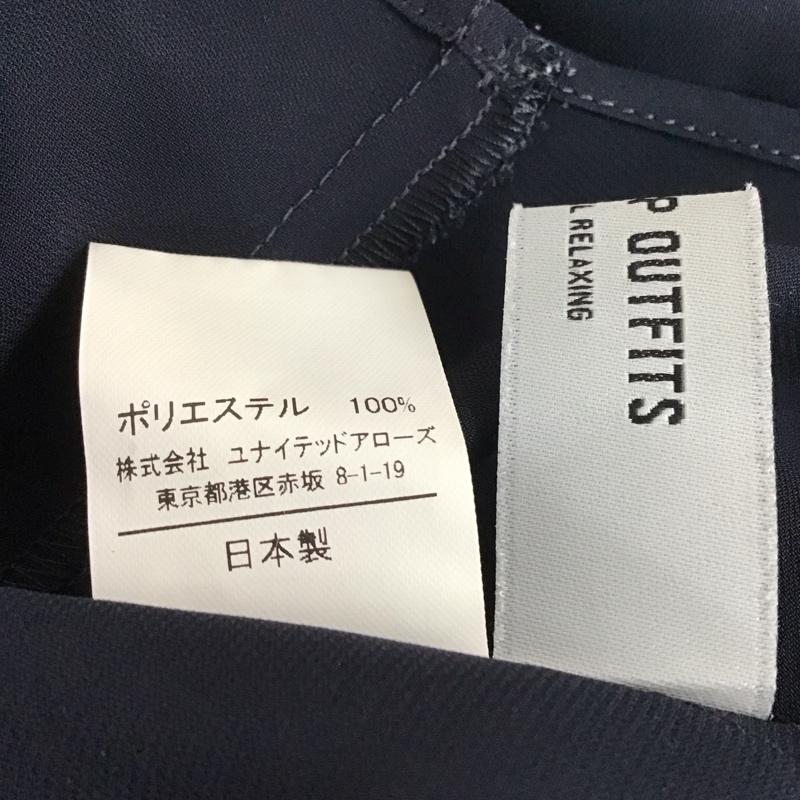 ポリエステル 100%
株式会社 ユナイテッドアローズ
東京都港区赤坂 8-1-19
日本製
P OUTFITS
L RELAXING